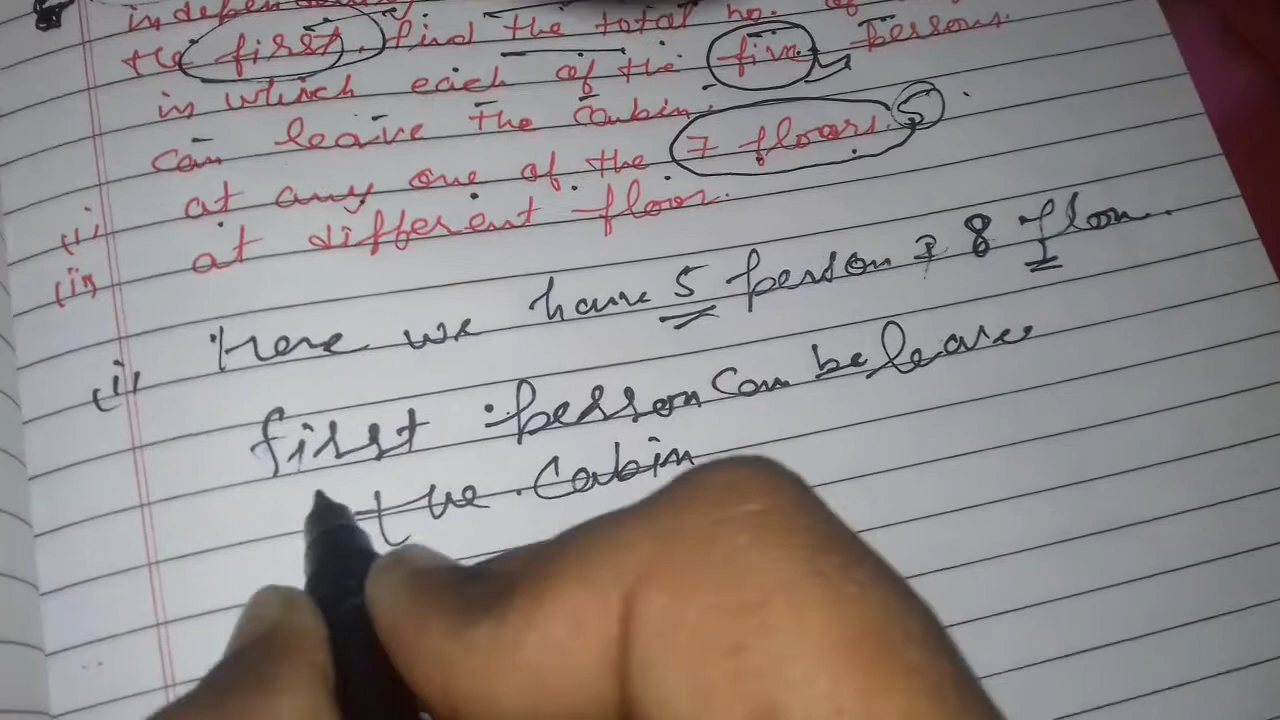 the first, find the total no. of
in which each of the five persons
can leave the cabin.
(i) at any one of the 7 floors. 5
(ii) at different floor.
Here we have 5 person & 8 floor.
(i) first person can be leave
the cabin